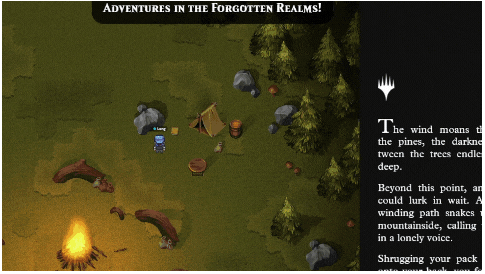 Adventures in the Forgotten Realms!
The wind moans th
the pines, the darkne
tween the trees endle
deep.
Beyond this point, an
could lurk in wait. A
winding path snakes u
mountainside, calling
in a lonely voice.
Shrugging your pack